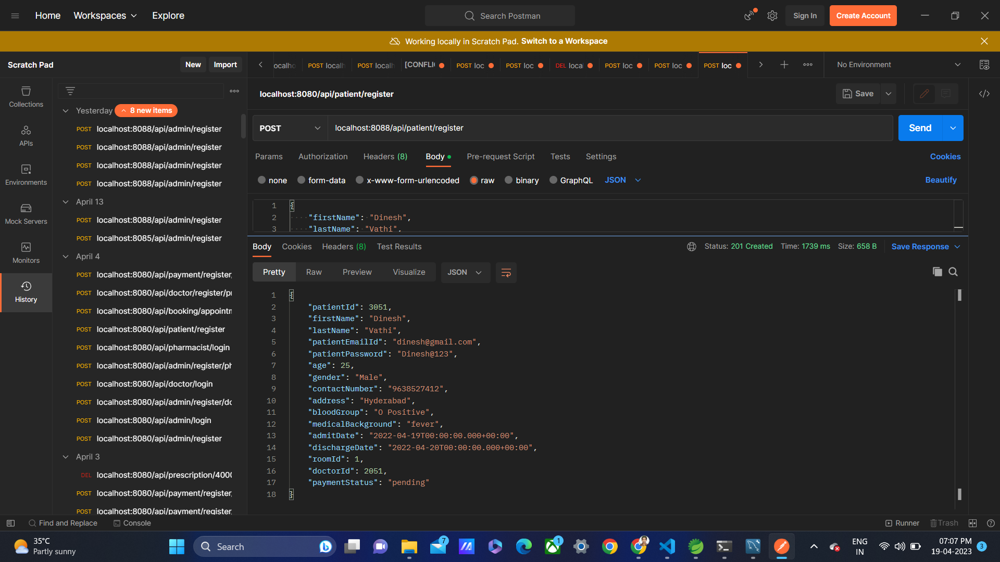 Home Workspaces Explore Search Postman Sign In Create Account
Working locally in Scratch Pad. Switch to a Workspace
Scratch Pad New Import
ocalho POST localh POST localh [CONFLI POST loc POST loc DEL local POST loc POST loc POST loc No Environment
Collections
APIs
Environments
Mock Servers
Monitors
History
Yesterday 8 new items
POST localhost:8088/api/admin/register
POST localhost:8088/api/admin/register
POST localhost:8088/api/admin/register
POST localhost:8088/api/admin/register
April 13
POST localhost:8088/api/admin/register
POST localhost:8085/api/admin/register
April 4
POST localhost:8080/api/payment/register,
POST localhost:8080/api/doctor/register/pr
POST localhost:8080/api/booking/appointm
POST localhost:8080/api/patient/register
POST localhost:8080/api/pharmacist/login
POST localhost:8080/api/admin/register/ph
POST localhost:8080/api/doctor/login
POST localhost:8080/api/admin/register/do
POST localhost:8080/api/admin/login
POST localhost:8080/api/admin/register
April 3
DEL localhost:8080/api/prescription/4000
POST localhost:8080/api/payment/register,
POST localhost:8080/api/payment/register,
localhost:8080/api/patient/register Save
POST localhost:8088/api/patient/register Send
Params Authorization Headers (8) Body Pre-request Script Tests Settings Cookies
none form-data x-www-form-urlencoded raw binary GraphQL JSON Beautify
1 {
2 "firstName": "Dinesh",
3 "lastName": "Vathi",
Body Cookies Headers (8) Test Results Status: 201 Created Time: 1739 ms Size: 658 B Save Response
Pretty Raw Preview Visualize JSON
1 {
2 "patientId": 3051,
3 "firstName": "Dinesh",
4 "lastName": "Vathi",
5 "patientEmailId": "dinesh@gmail.com",
6 "patientPassword": "Dinesh@123",
7 "age": 25,
8 "gender": "Male",
9 "contactNumber": "9638527412",
10 "address": "Hyderabad",
11 "bloodGroup": "O Positive",
12 "medicalBackground": "fever",
13 "admitDate": "2022-04-19T00:00:00.000+00:00",
14 "dischargeDate": "2022-04-20T00:00:00.000+00:00",
15 "roomId": 1,
16 "doctorId": 2051,
17 "paymentStatus": "pending"
18 }
Find and Replace Console Runner Trash
35°C
Partly sunny
Search
7
1
ENG
IN
07:07 PM
19-04-2023
3